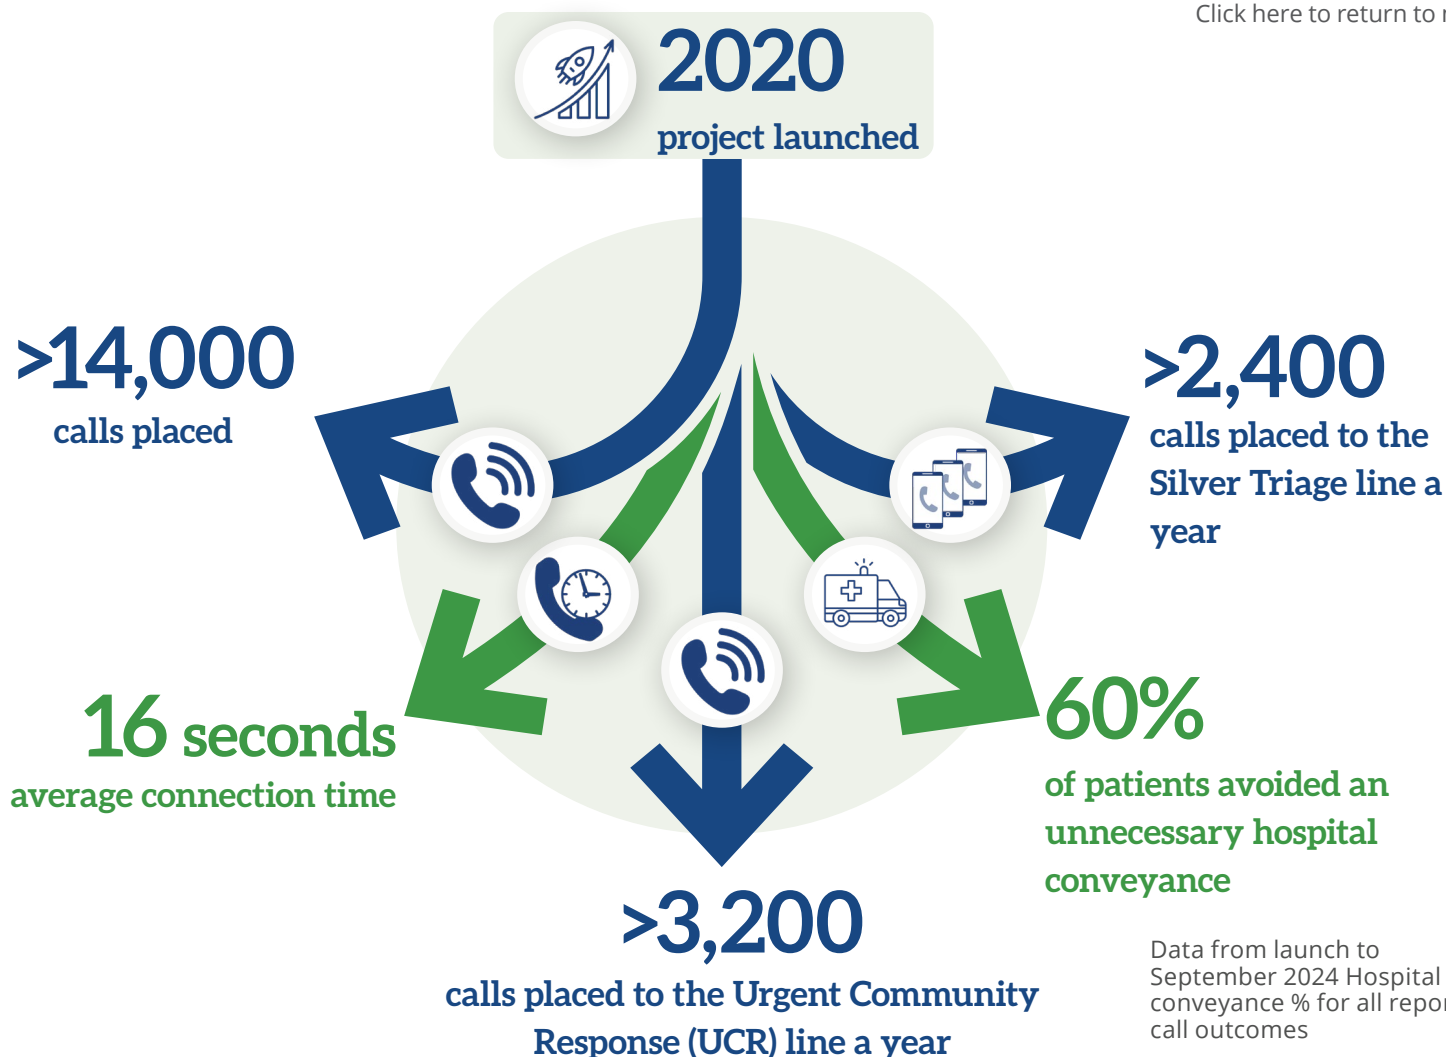 Click here to return to
2020
project launched
>14,000
calls placed
>2,400
calls placed to the
Silver Triage line a
year
16 seconds
average connection time
60%
of patients avoided an
unnecessary hospital
conveyance
>3,200
calls placed to the Urgent Community
Response (UCR) line a year
Data from launch to
September 2024 Hospital
conveyance % for all
call outcomes